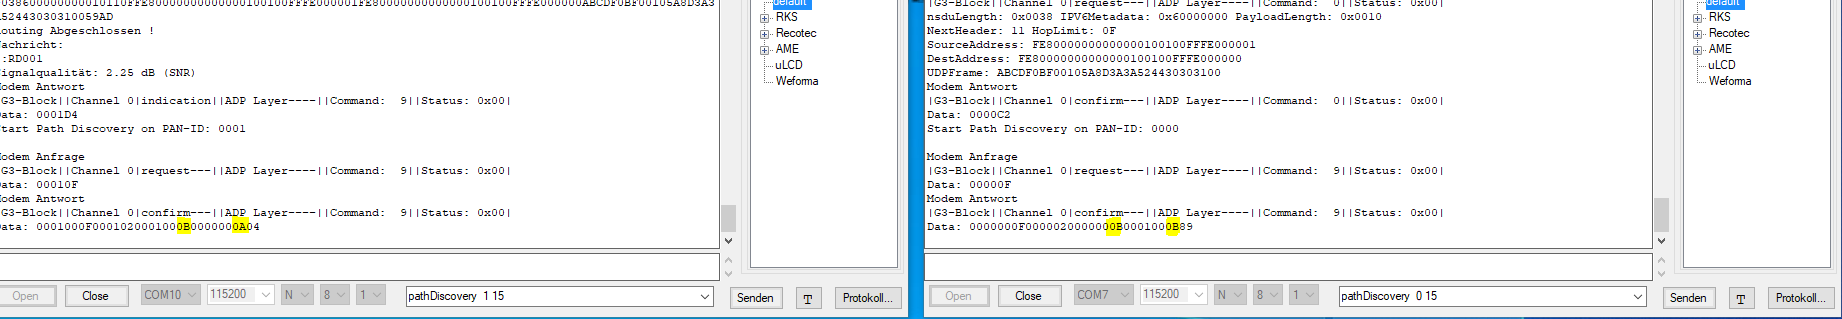 003860000000000010110FFE80000000000000100100FFFE000001FE80000000000000100100FFFE000000ABCDF0BF00105A8D3A3
A52443030310059AD
outing Abgeschlossen !
achricht:
:RD001
ignalqualität: 2.25 dB (SNR)
odem Antwort
G3-Block||Channel 0|indication||ADP Layer----||Command:  9||Status: 0x00|
ata: 0001D4
tart Path Discovery on PAN-ID: 0001
odem Anfrage
G3-Block||Channel 0|request---||ADP Layer----||Command:  9||Status: 0x00|
ata: 00010F
odem Antwort
G3-Block||Channel 0|confirm---||ADP Layer----||Command:  9||Status: 0x00|
ata: 0001000F0001020001000B0000000A04
default
RKS
Recotec
AME
uLCD
Weforma
Open
Close
COM10
115200
N
8
1
pathDiscovery 1 15
Senden
T
Protokoll...
|G3-Block||Channel 0|request---||ADP Layer----||Command:  0||Status: 0x00|
nsduLength: 0x0038 IPV6Metadata: 0x60000000 PayloadLength: 0x0010
NextHeader: 11 HopLimit: 0F
SourceAddress: FE80000000000000100100FFFE000001
DestAddress: FE80000000000000100100FFFE000000
UDPFrame: ABCDF0BF00105A8D3A3A524430303100
Modem Antwort
|G3-Block||Channel 0|confirm---||ADP Layer----||Command:  0||Status: 0x00|
Data: 0000C2
Start Path Discovery on PAN-ID: 0000
Modem Anfrage
|G3-Block||Channel 0|request---||ADP Layer----||Command:  9||Status: 0x00|
Data: 00000F
Modem Antwort
|G3-Block||Channel 0|confirm---||ADP Layer----||Command:  9||Status: 0x00|
Data: 0000000F0000020000000B0001000B89
default
RKS
Recotec
AME
uLCD
Weforma
Open
Close
COM7
115200
N
8
1
pathDiscovery 0 15
Senden
T
Protokoll...